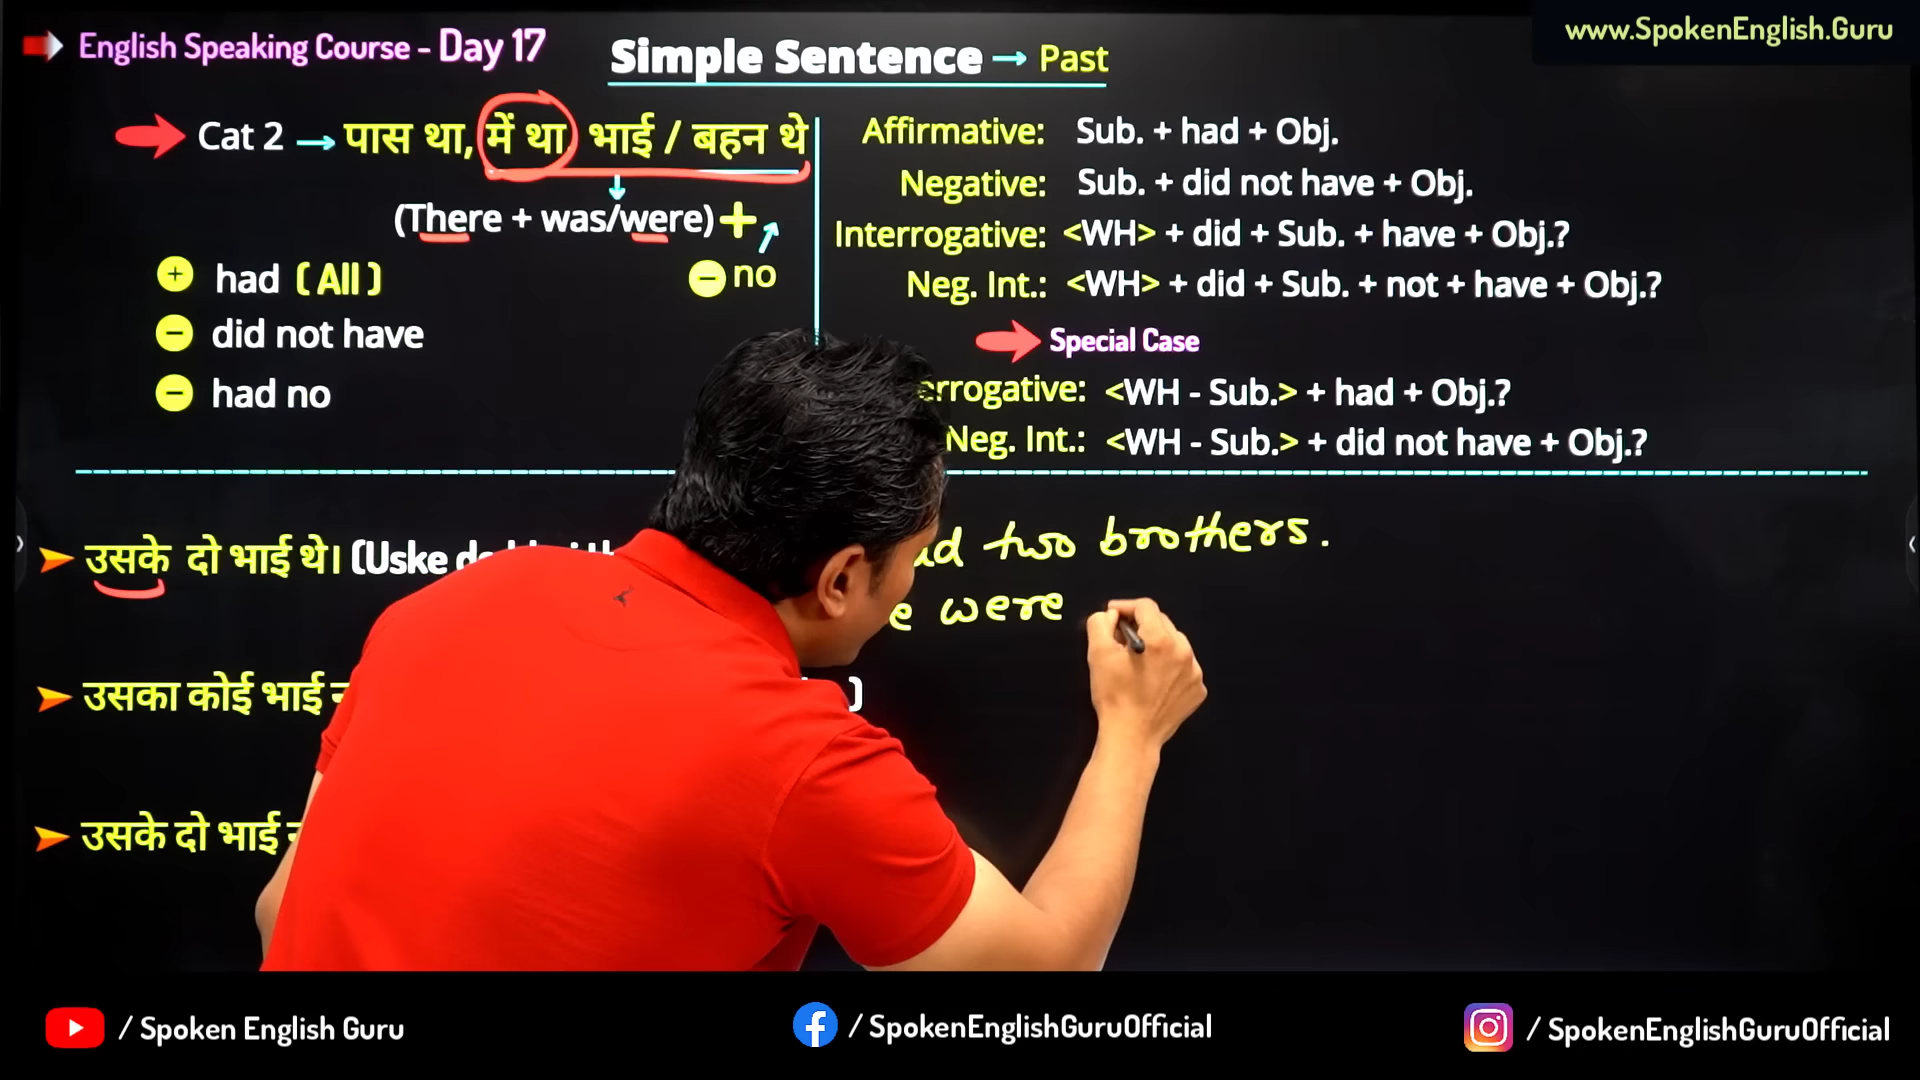 English Speaking Course - Day 17
Simple Sentence → Past
www.SpokenEnglish.Guru
Cat 2 → पास था, में था भाई / बहन थे
(There + was/were) +
- no
+ had (All)
- did not have
- had no
Affirmative: Sub. + had + Obj.
Negative: Sub. + did not have + Obj.
Interrogative: <WH> + did + Sub. + have + Obj.?
Neg. Int.: <WH> + did + Sub. + not + have + Obj.?
Special Case
<WH - Sub.> + had + Obj.?
Neg. Int.: <WH - Sub.> + did not have + Obj.?
उसके दो भाई थे। (Uske
two brothers.
were
उसका कोई भाई
)
उसके दो भाई
/ Spoken English Guru
/ SpokenEnglishGuruOfficial
/ SpokenEnglishGuruOfficial